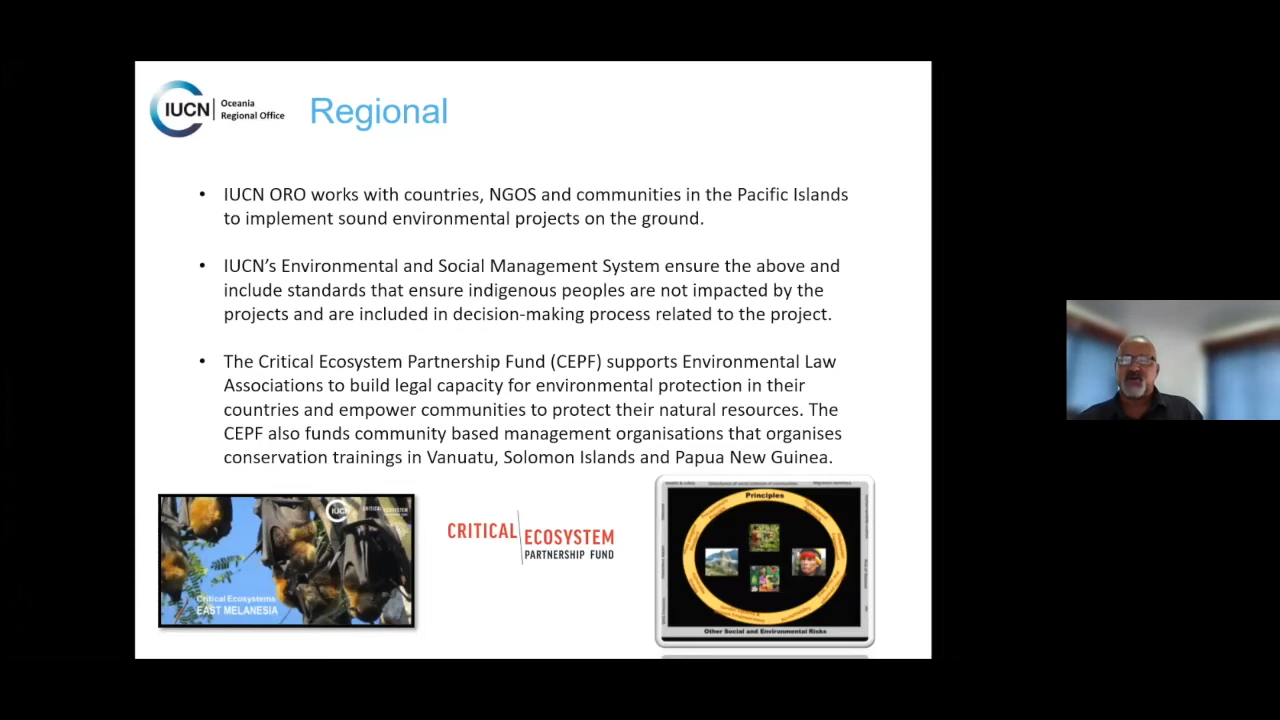 IUCN
Oceania
Regional Office
Regional
• IUCN ORO works with countries, NGOS and communities in the Pacific Islands
to implement sound environmental projects on the ground.
• IUCN's Environmental and Social Management System ensure the above and
include standards that ensure indigenous peoples are not impacted by the
projects and are included in decision-making process related to the project.
• The Critical Ecosystem Partnership Fund (CEPF) supports Environmental Law
Associations to build legal capacity for environmental protection in their
countries and empower communities to protect their natural resources. The
CEPF also funds community based management organisations that organises
conservation trainings in Vanuatu, Solomon Islands and Papua New Guinea.
IUCN
Critical Ecosystems
EAST MELANESIA
CRITICAL ECOSYSTEM
PARTNERSHIP FUND
Principles
Other Social and Environmental Risks